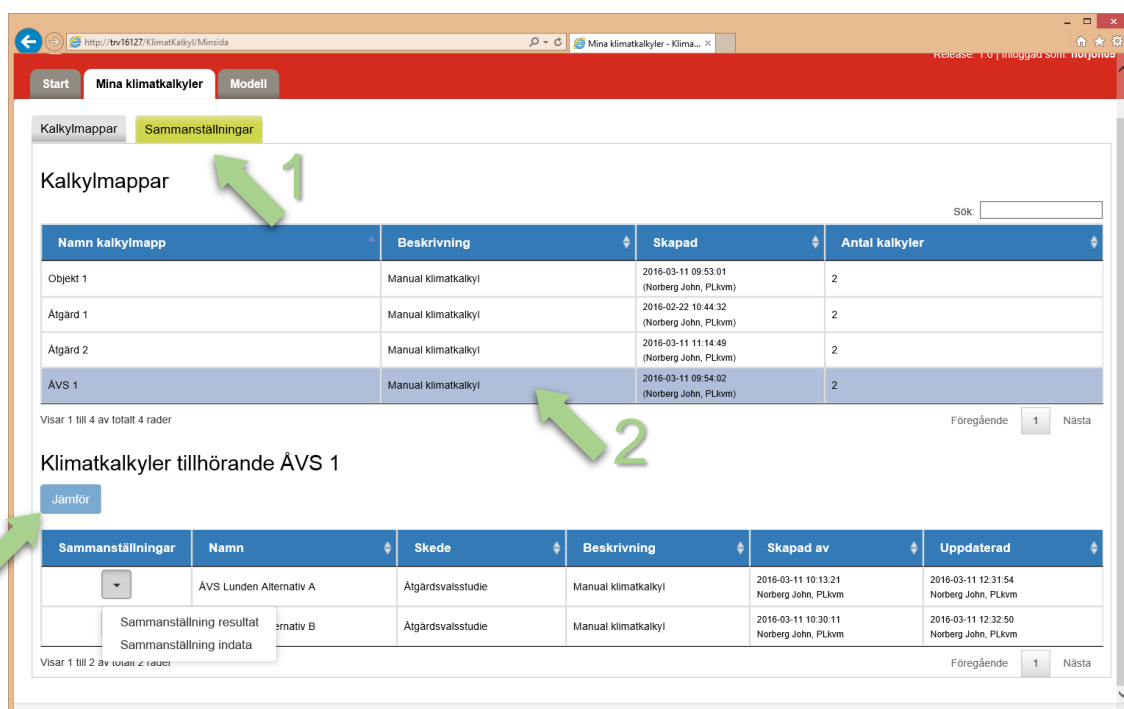 http://trv16127/KlimatKalkyl/Minsida
Mina klimatkalkyler - Klima...
Release: 1.0 | Inloggad som: norjon05
Start Mina klimatkalkyler Modell
Kalkylmappar Sammanställningar
1
Kalkylmappar
Sök:
Namn kalkylmapp Beskrivning Skapad Antal kalkyler
Objekt 1 Manual klimatkalkyl 2016-03-11 09:53:01 2
(Norberg John, PLkvm)
Åtgärd 1 Manual klimatkalkyl 2016-02-22 10:44:32 2
(Norberg John, PLkvm)
Åtgärd 2 Manual klimatkalkyl 2016-03-11 11:14:49 2
(Norberg John, PLkvm)
ÅVS 1 Manual klimatkalkyl 2016-03-11 09:54:02 2
(Norberg John, PLkvm)
Visar 1 till 4 av totalt 4 rader Föregående 1 Nästa
2
Klimatkalkyler tillhörande ÅVS 1
Jämför
Sammanställningar Namn Skede Beskrivning Skapad av Uppdaterad
ÅVS Lunden Alternativ A Åtgärdsvalsstudie Manual klimatkalkyl 2016-03-11 10:13:21 2016-03-11 12:31:54
Norberg John, PLkvm Norberg John, PLkvm
Sammanställning resultat
Sammanställning indata
ernativ B Åtgärdsvalsstudie Manual klimatkalkyl 2016-03-11 10:30:11 2016-03-11 12:32:50
Norberg John, PLkvm Norberg John, PLkvm
Visar 1 till 2 av totalt 2 rader Föregående 1 Nästa